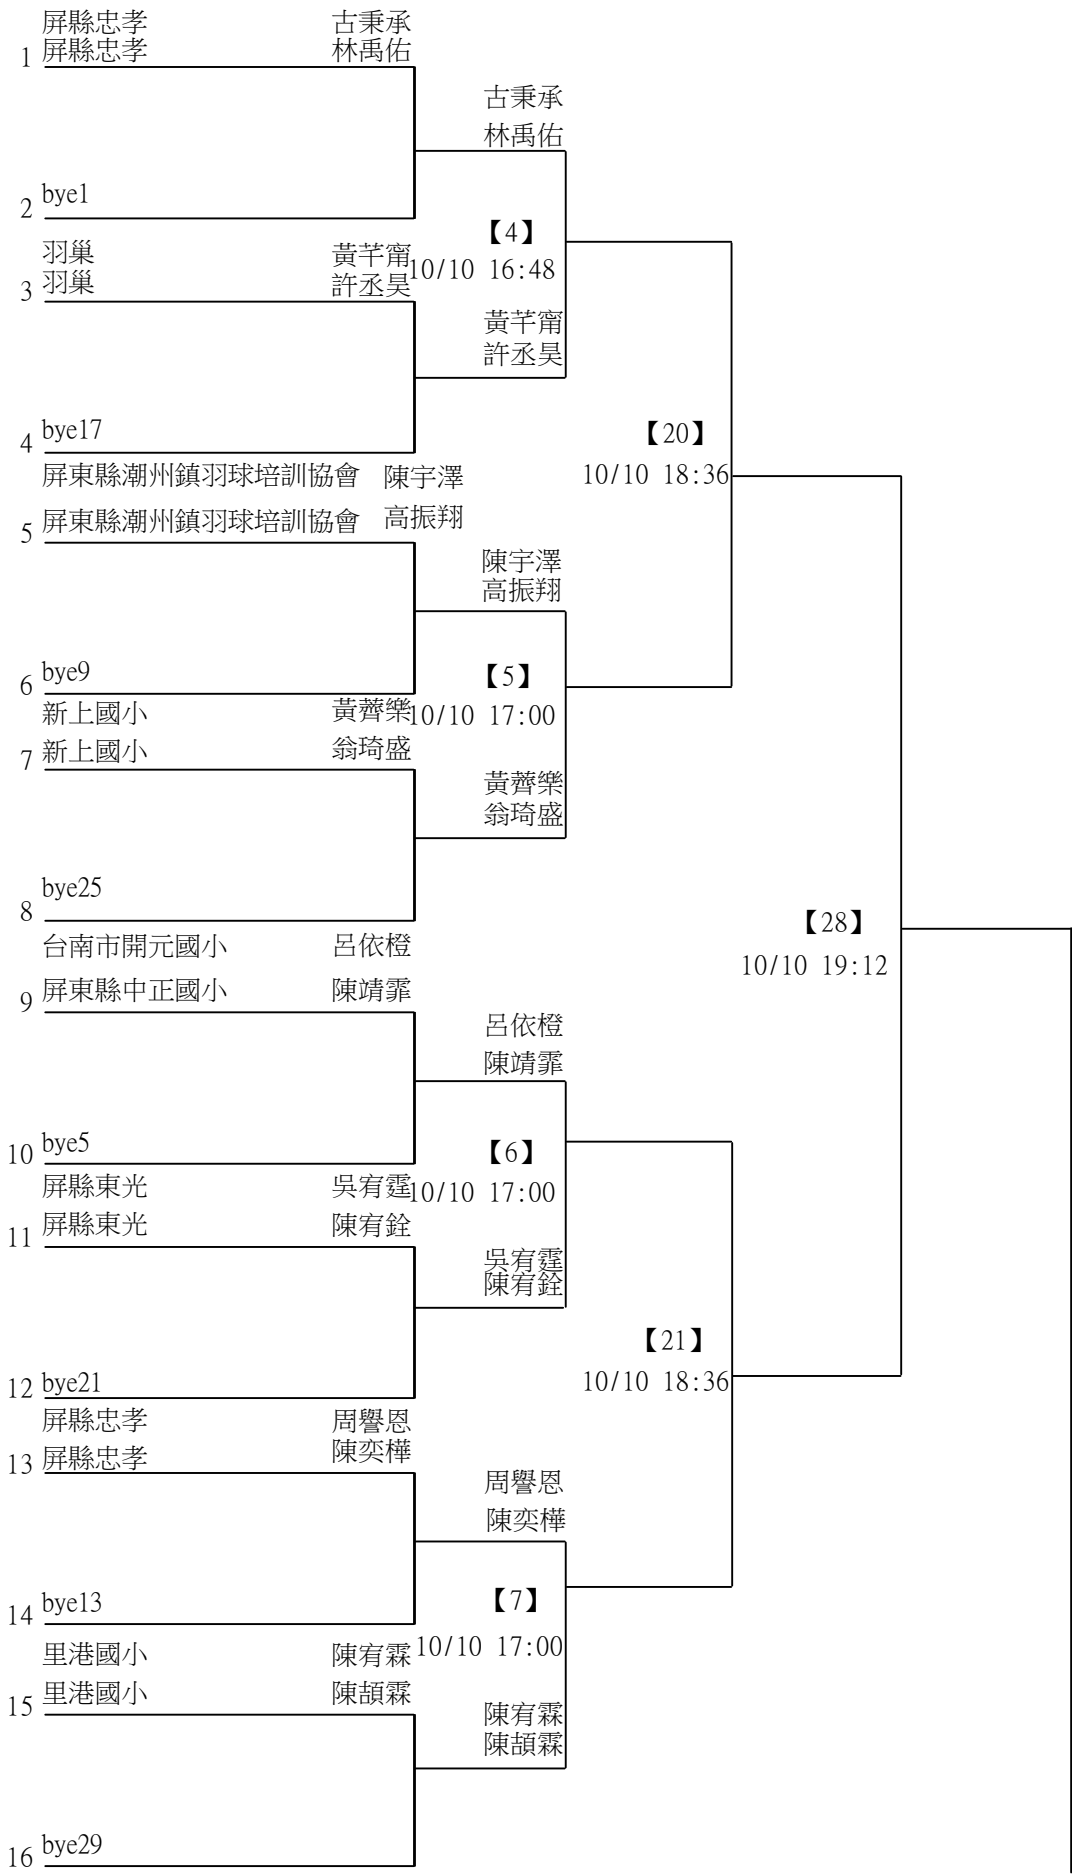 屏縣忠孝 古秉承
1 屏縣忠孝 林禹佑
古秉承
林禹佑
2 bye1
【4】
羽巢 黃芊甯
10/10 16:48
3 羽巢 許丞昊
黃芊甯
許丞昊
4 bye17
【20】
10/10 18:36
屏東縣潮州鎮羽球培訓協會 陳宇澤
5 屏東縣潮州鎮羽球培訓協會 高振翔
陳宇澤
高振翔
6 bye9
【5】
新上國小 黃薺樂
10/10 17:00
7 新上國小 翁琦盛
黃薺樂
翁琦盛
8 bye25
【28】
10/10 19:12
台南市開元國小 呂依橙
9 屏東縣中正國小 陳靖霏
呂依橙
陳靖霏
10 bye5
【6】
屏縣東光 吳宥霆
10/10 17:00
11 屏縣東光 陳宥銓
吳宥霆
陳宥銓
【21】
10/10 18:36
12 bye21
屏縣忠孝 周譽恩
13 屏縣忠孝 陳奕樺
周譽恩
陳奕樺
14 bye13
【7】
里港國小 陳宥霖
10/10 17:00
15 里港國小 陳頡霖
陳宥霖
陳頡霖
16 bye29